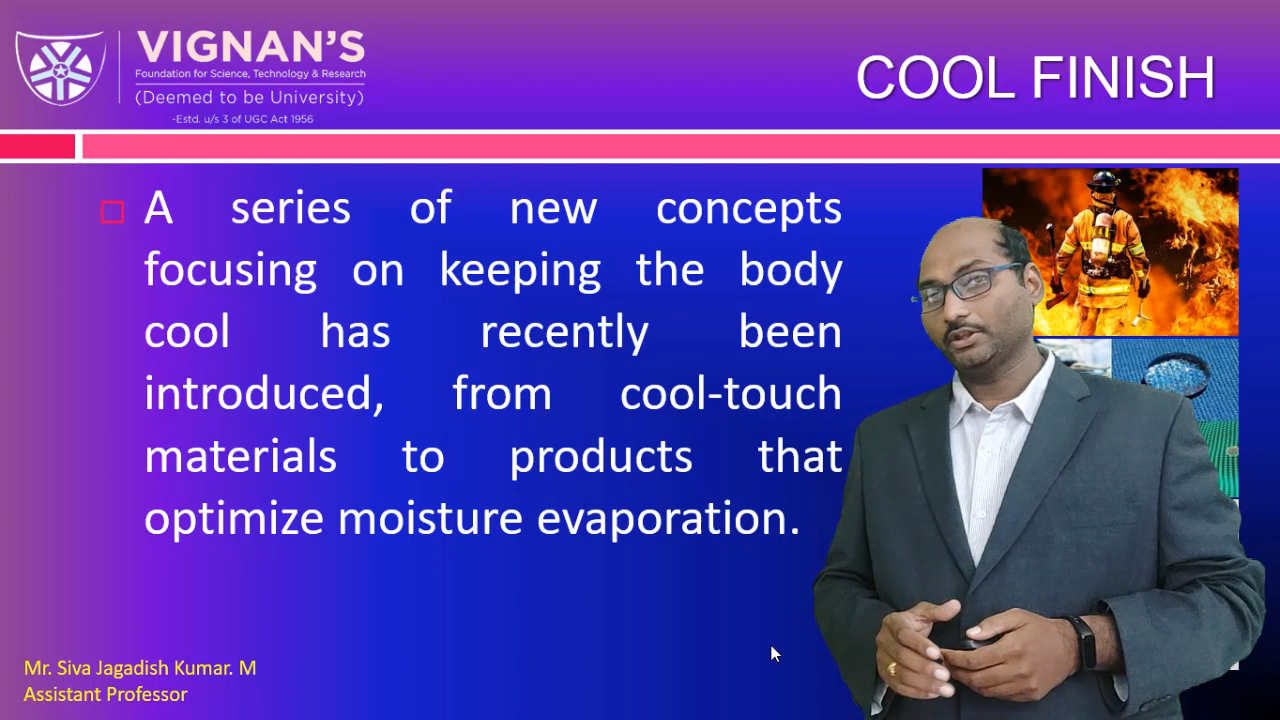 VIGNAN'S
Foundation for Science, Technology & Research
(Deemed to be University)
-Estd. u/s 3 of UGC Act 1956
COOL FINISH
A series of new concepts
focusing on keeping the body
cool has recently been
introduced, from cool-touch
materials to products that
optimize moisture evaporation.
Mr. Siva Jagadish Kumar. M
Assistant Professor